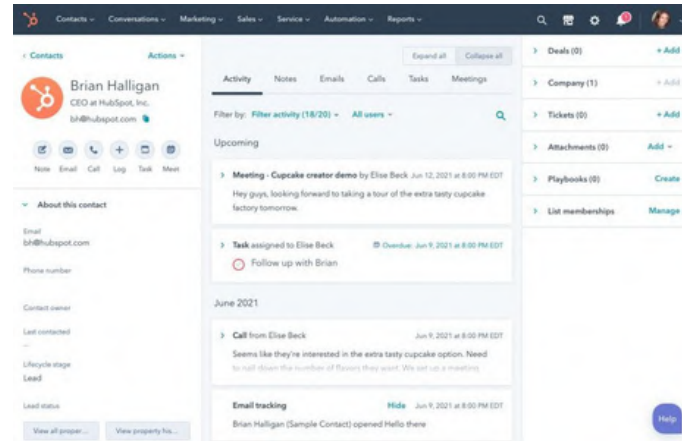 Contacts Conversations Marketing Sales Service Automation Reports
Contacts Actions
Brian Halligan
CEO at HubSpot, Inc.
bh@hubspot.com
Note Email Call Log Task Meet
About this contact
Email
bh@hubspot.com
Phone number
Contact owner
Last contacted
--
Lifecycle stage
Lead
Lead status
View all proper... View property his...
Expand all Collapse all
Activity Notes Emails Calls Tasks Meetings
Filter by: Filter activity (18/20) All users
Upcoming
Meeting - Cupcake creator demo by Elise Beck Jun 12, 2021 at 8:00 PM EDT
Hey guys, looking forward to taking a tour of the extra tasty cupcake
factory tomorrow.
Task assigned to Elise Beck Overdue: Jun 9, 2021 at 8:00 PM EDT
Follow up with Brian
June 2021
Call from Elise Beck Jun 9, 2021 at 8:00 PM EDT
Seems like they're interested in the extra tasty cupcake option. Need
to nail down the number of flavors they want. We set up a meeting
Email tracking Hide Jun 9, 2021 at 8:00 PM EDT
Brian Halligan (Sample Contact) opened Hello there
Deals (0) + Add
Company (1) + Add
Tickets (0) + Add
Attachments (0) Add
Playbooks (0) Create
List memberships Manage
Help